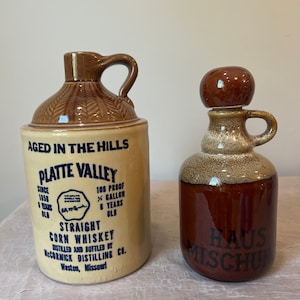 AGED IN THE HILLS
PLATTE VALLEY
SINCE 100 PROOF
1856 ½ GALLON
8 YEARS 8 YEARS
OLD OLD
STRAIGHT
CORN WHISKEY
DISTILLED AND BOTTLED BY
McCORMICK DISTILLING CO.
Weston, Missouri
HAUS
MISCHUNG